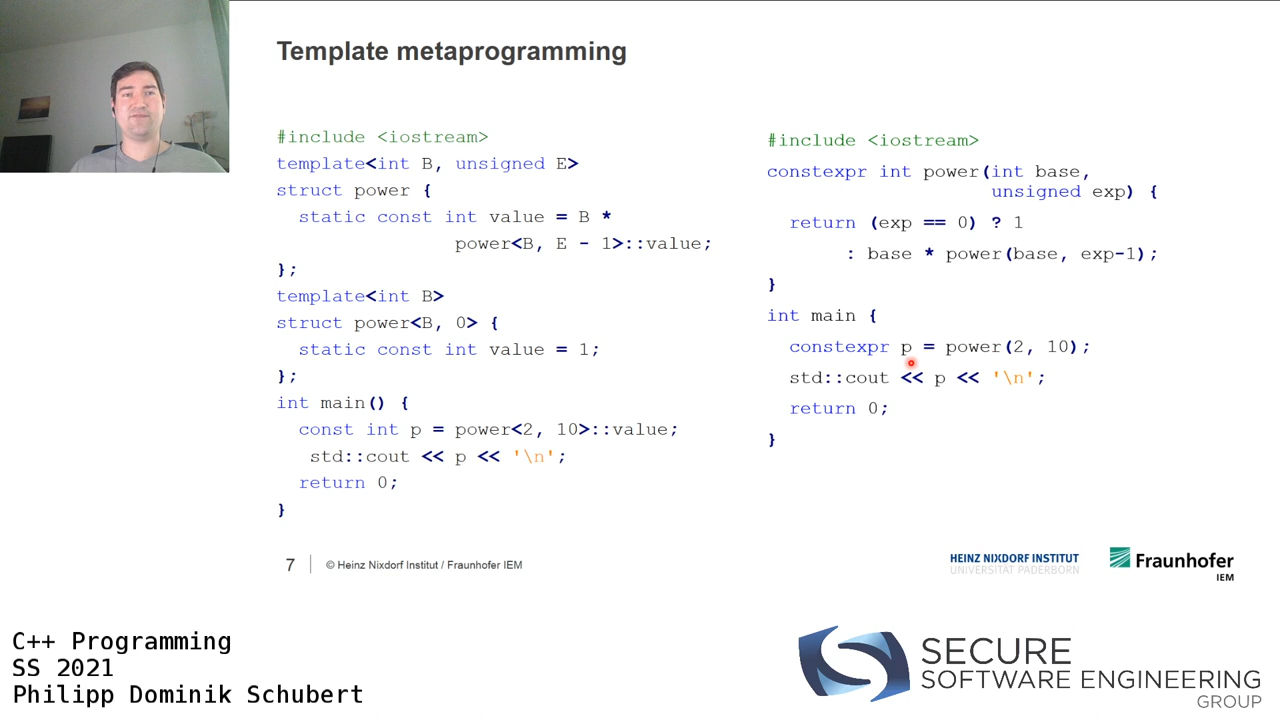 Template metaprogramming
#include <iostream>
template<int B, unsigned E>
struct power {
static const int value = B *
power<B, E - 1>::value;
};
template<int B>
struct power<B, 0> {
static const int value = 1;
};
int main() {
const int p = power<2, 10>::value;
std::cout << p << '\n';
return 0;
}
#include <iostream>
constexpr int power(int base,
unsigned exp) {
return (exp == 0) ? 1
: base * power(base, exp-1);
}
int main {
constexpr p = power(2, 10);
std::cout << p << '\n';
return 0;
}
7
© Heinz Nixdorf Institut / Fraunhofer IEM
HEINZ NIXDORF INSTITUT
UNIVERSITÄT PADERBORN
Fraunhofer
IEM
C++ Programming
SS 2021
Philipp Dominik Schubert
SECURE
SOFTWARE ENGINEERING
GROUP